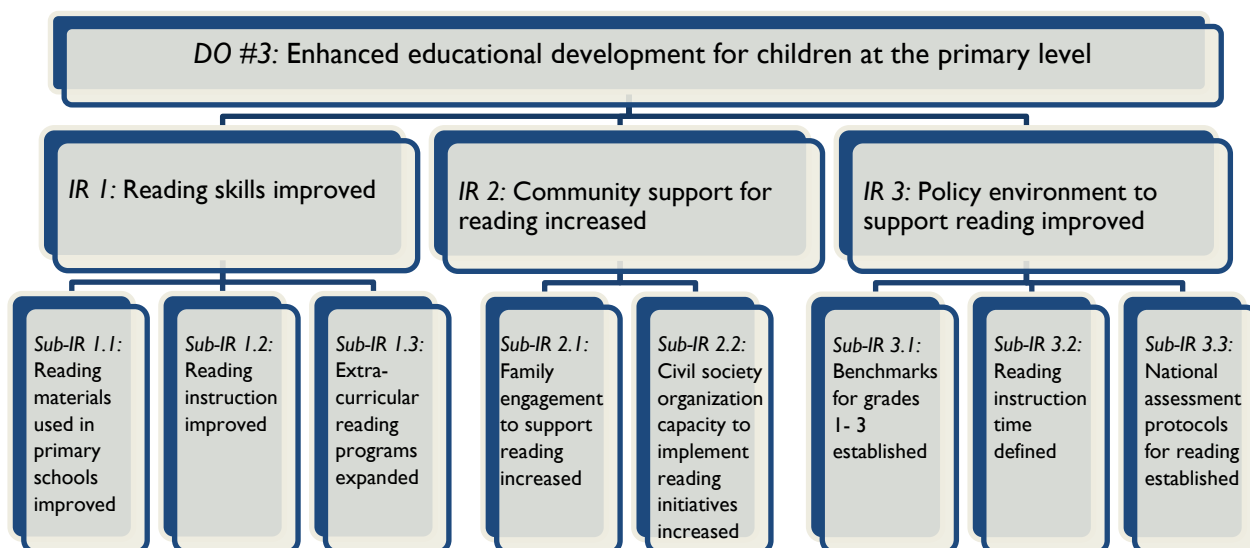 DO #3: Enhanced educational development for children at the primary level
IR 1: Reading skills improved
IR 2: Community support for
reading increased
IR 3: Policy environment to
support reading improved
Sub-IR 1.1:
Reading
materials
used in
primary
schools
improved
Sub-IR 1.2:
Reading
instruction
improved
Sub-IR 1.3:
Extra-
curricular
reading
programs
expanded
Sub-IR 2.1:
Family
engagement
to support
reading
increased
Sub-IR 2.2:
Civil society
organization
capacity to
implement
reading
initiatives
increased
Sub-IR 3.1:
Benchmarks
for grades
1- 3
established
Sub-IR 3.2:
Reading
instruction
time
defined
Sub-IR 3.3:
National
assessment
protocols
for reading
established